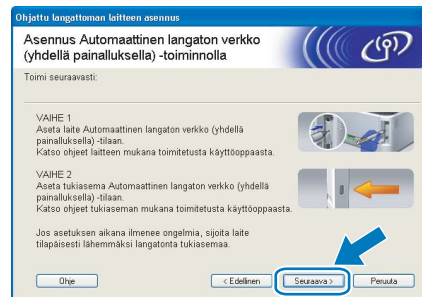 Ohjattu langattoman laitteen asennus
Asennus Automaattinen langaton verkko
(yhdellä painalluksella) -toiminnolla
Toimi seuraavasti:
VAIHE 1
Aseta laite Automaattinen langaton verkko (yhdellä
painalluksella) -tilaan.
Katso ohjeet laitteen mukana toimitetusta käyttöoppaasta.
VAIHE 2
Aseta tukiasema Automaattinen langaton verkko (yhdellä
painalluksella) -tilaan.
Katso ohjeet tukiaseman mukana toimitetusta käyttöoppaasta.
Jos asetuksen aikana ilmenee ongelmia, sijoita laite
tilapäisesti lähemmäksi langatonta tukiasemaa.
Ohje
< Edellinen
Seuraava >
Peruuta